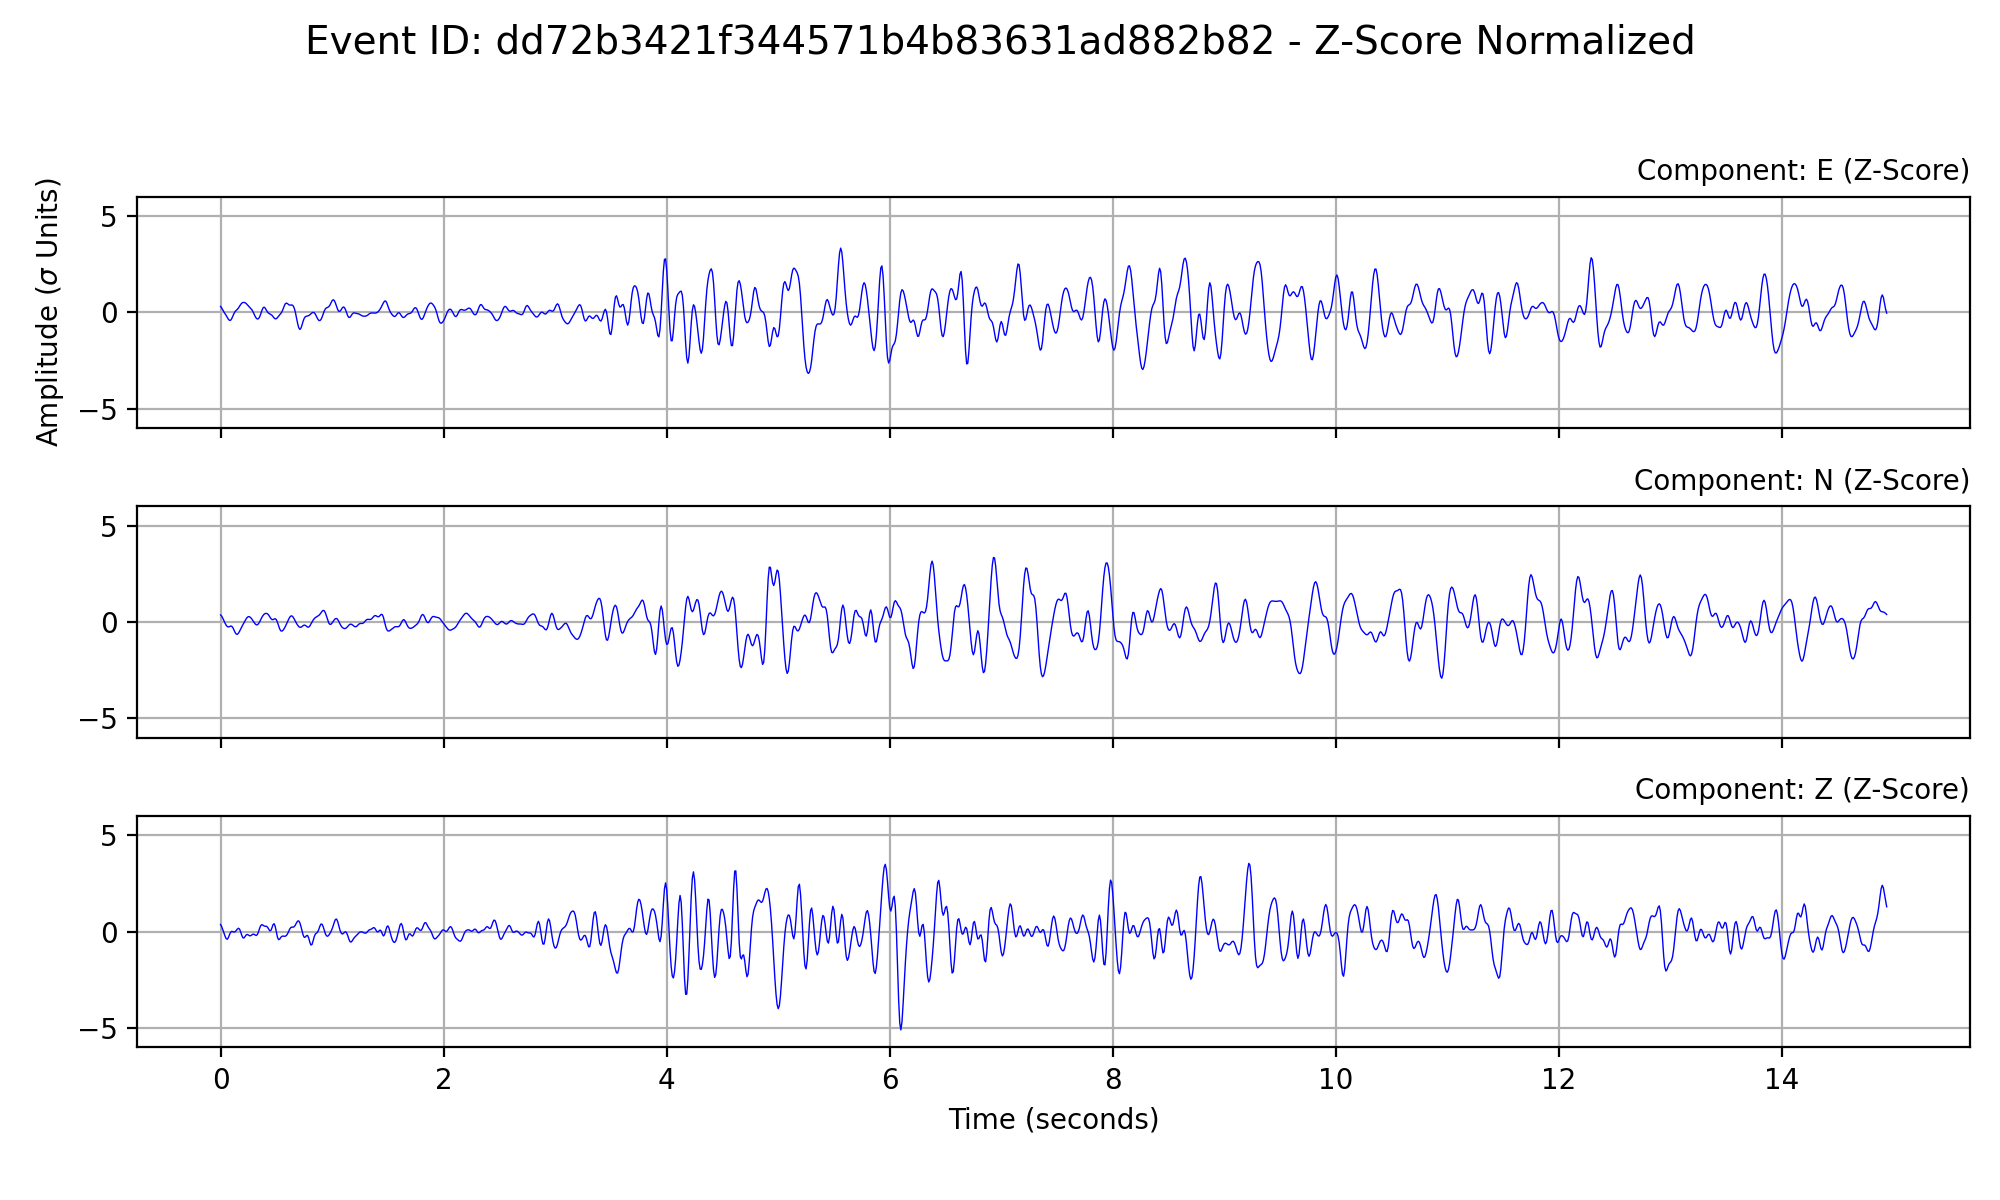 Event ID: dd72b3421f344571b4b83631ad882b82 - Z-Score Normalized
Component: E (Z-Score)
Amplitude (σ Units)
5
0
−5
Component: N (Z-Score)
5
0
−5
Component: Z (Z-Score)
5
0
−5
0 2 4 6 8 10 12 14
Time (seconds)